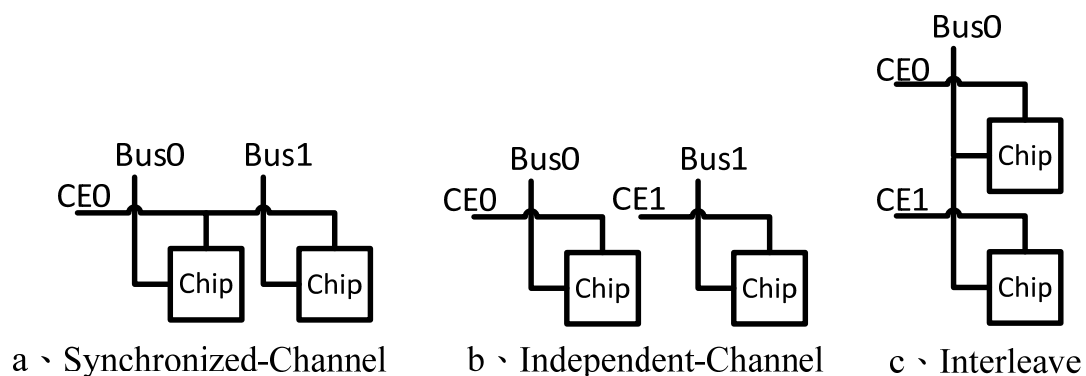 Bus0 Bus1
CE0
Chip Chip
a、Synchronized-Channel
Bus0 Bus1
CE0 CE1
Chip Chip
b、Independent-Channel
Bus0
CE0
Chip
CE1
Chip
c、Interleave